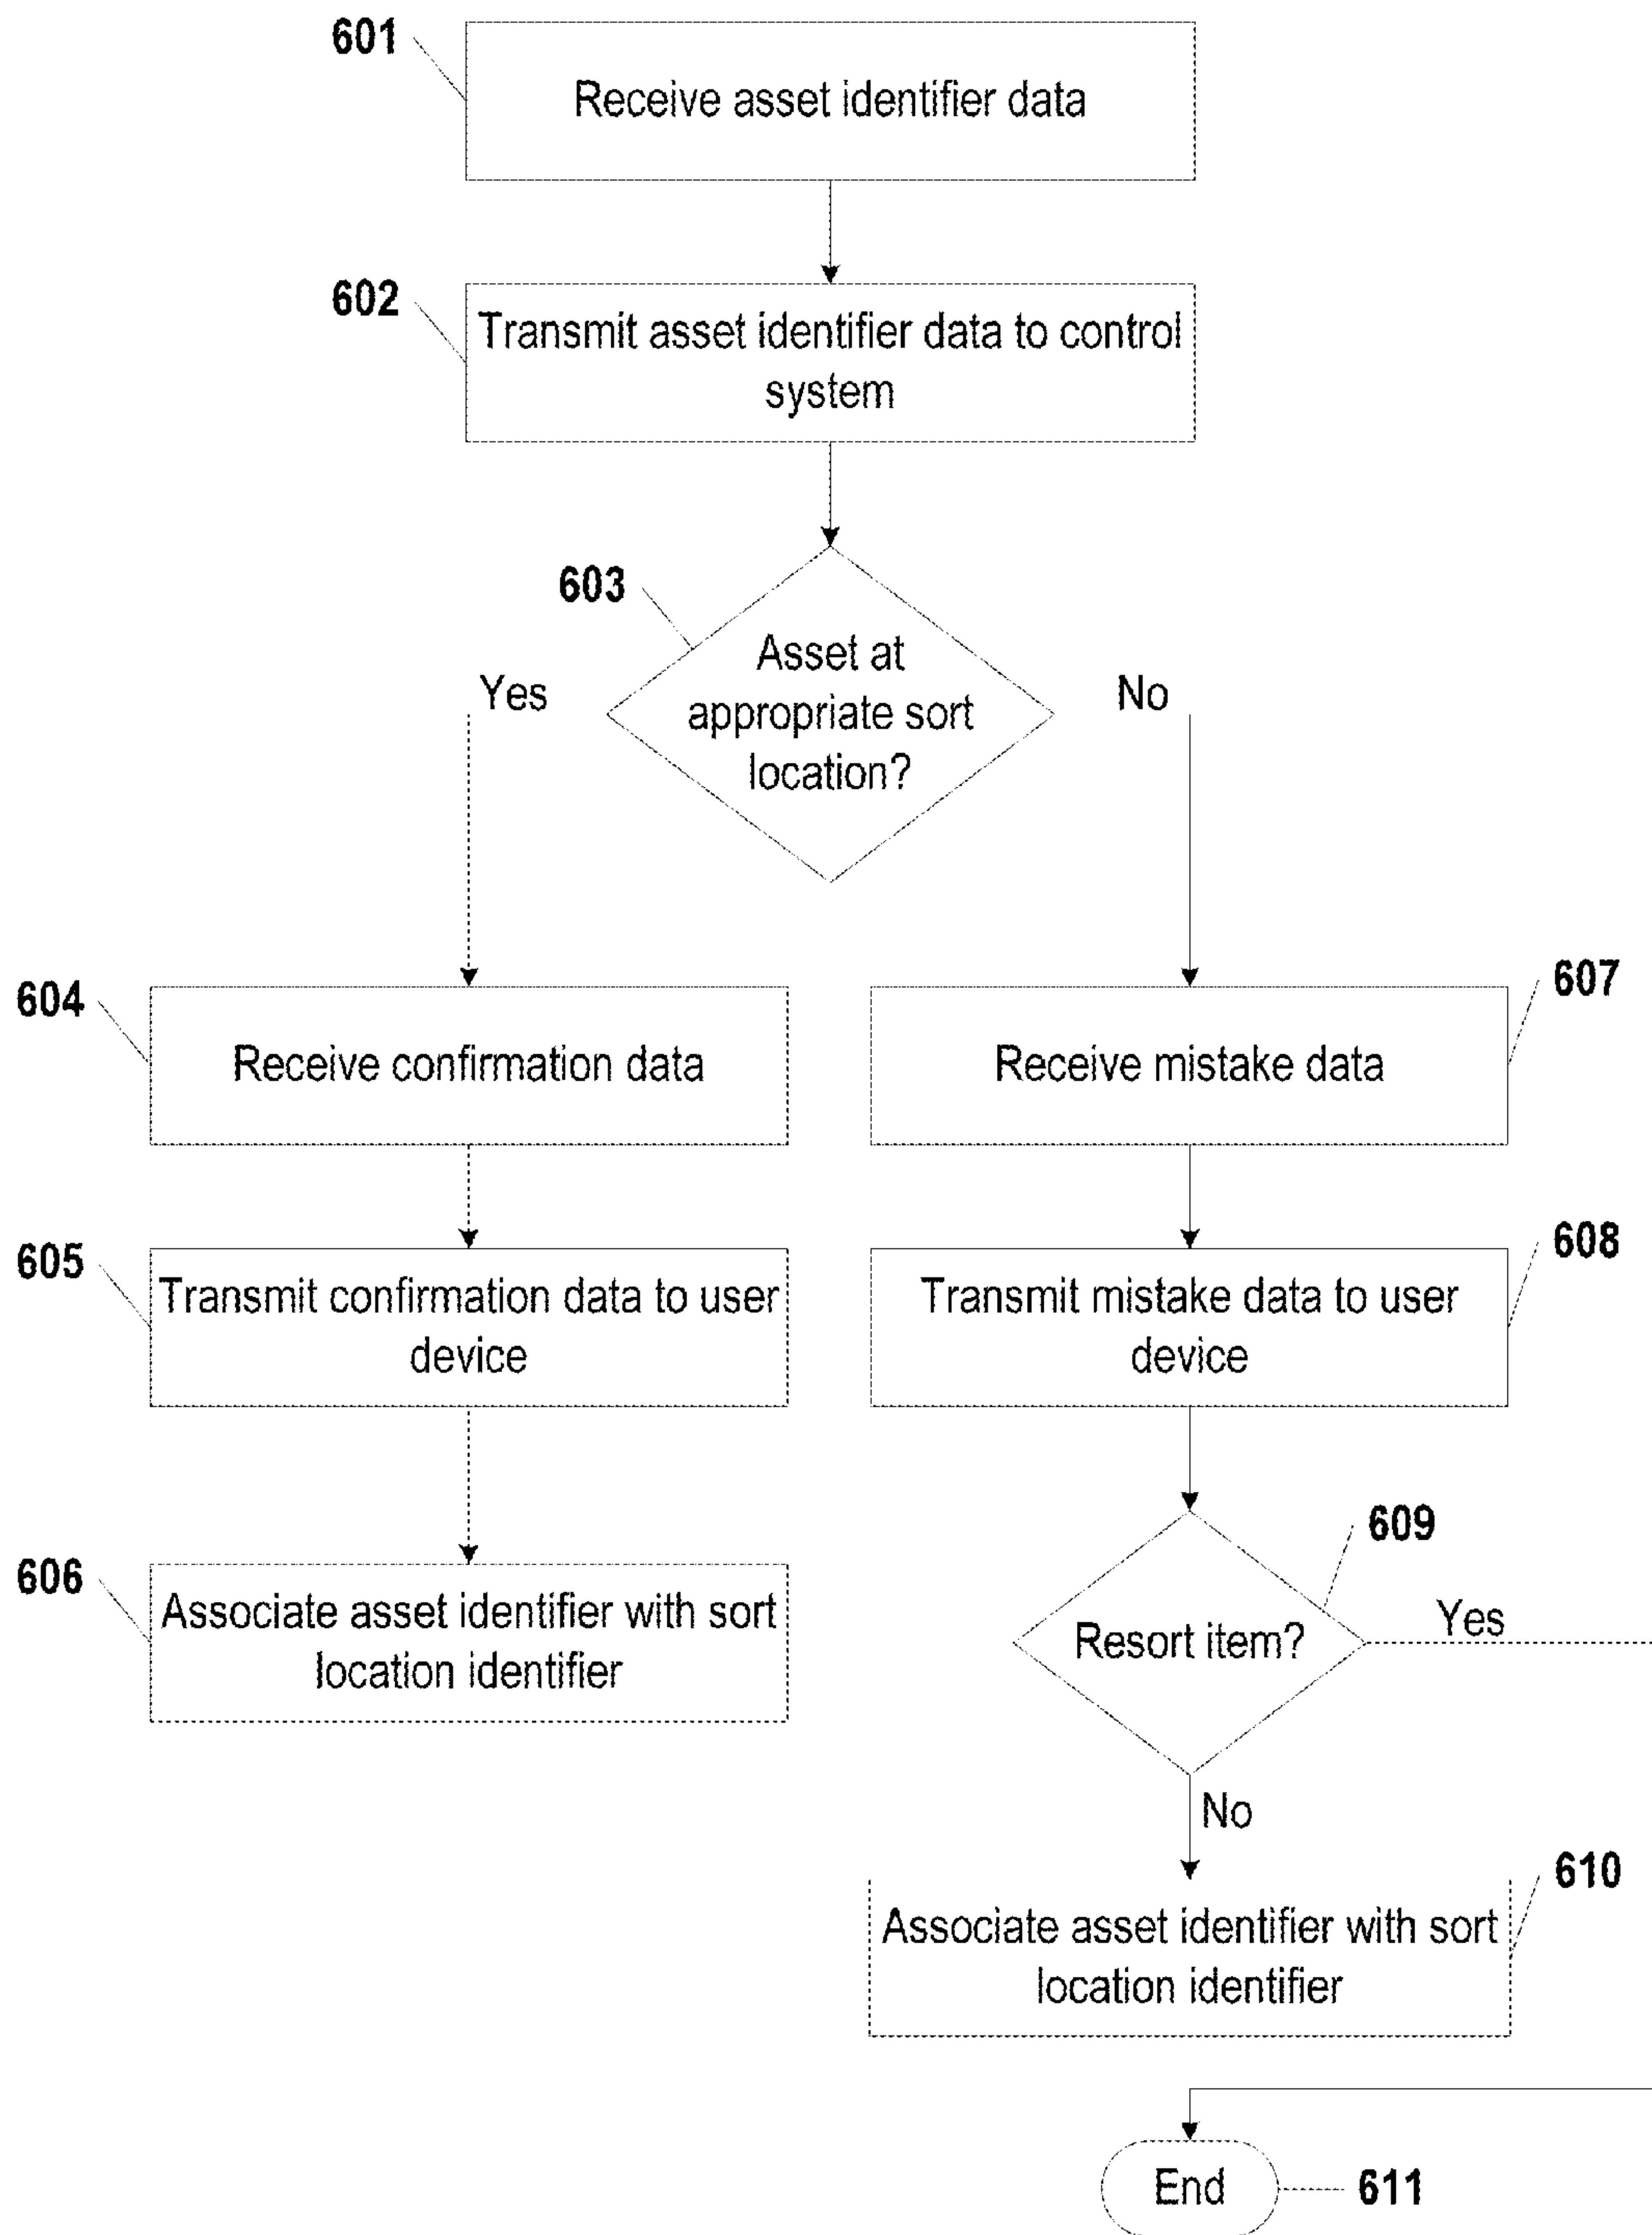 601
Receive asset identifier data
602
Transmit asset identifier data to control
system
603
Asset at
appropriate sort
location?
Yes
No
604
Receive confirmation data
607
Receive mistake data
605
Transmit confirmation data to user
device
608
Transmit mistake data to user
device
606
Associate asset identifier with sort
location identifier
609
Resort item?
Yes
No
610
Associate asset identifier with sort
location identifier
End
611